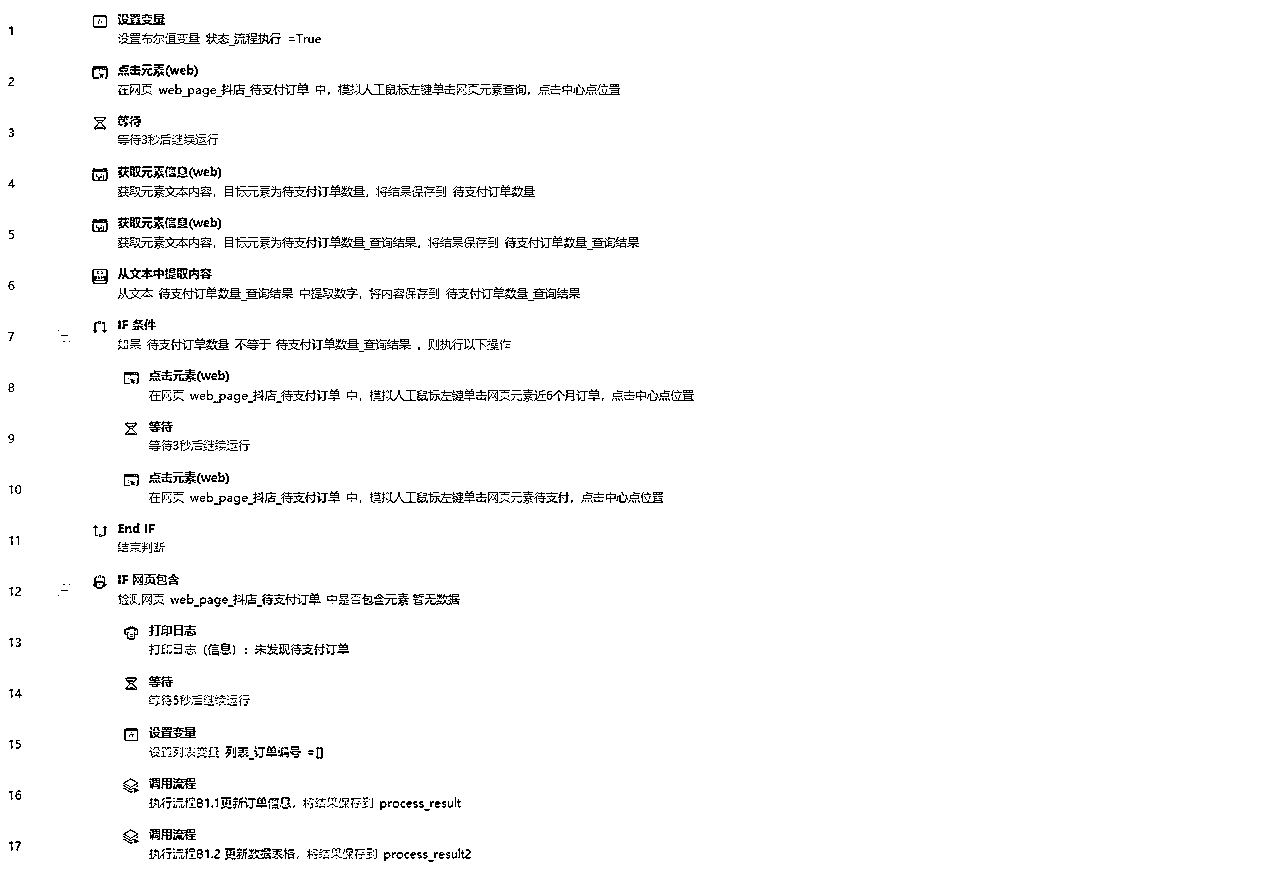 1
设置变量
设置布尔值变量 状态_流程执行 =True
2
点击元素(web)
在网页 web_page_抖店_待支付订单 中，模拟人工鼠标左键单击网页元素查询，点击中心点位置
3
等待
等待3秒后继续运行
4
获取元素信息(web)
获取元素文本内容，目标元素为待支付订单数量，将结果保存到 待支付订单数量
5
获取元素信息(web)
获取元素文本内容，目标元素为待支付订单数量_查询结果，将结果保存到 待支付订单数量_查询结果
6
从文本中提取内容
从文本 待支付订单数量_查询结果 中提取数字，将内容保存到 待支付订单数量_查询结果
7
IF 条件
如果 待支付订单数量 不等于 待支付订单数量_查询结果 ，则执行以下操作
8
点击元素(web)
在网页 web_page_抖店_待支付订单 中，模拟人工鼠标左键单击网页元素近6个月订单，点击中心点位置
9
等待
等待3秒后继续运行
10
点击元素(web)
在网页 web_page_抖店_待支付订单 中，模拟人工鼠标左键单击网页元素待支付，点击中心点位置
11
End IF
结束判断
12
IF 网页包含
检测网页 web_page_抖店_待支付订单 中是否包含元素 暂无数据
13
打印日志
打印日志（信息）：未发现待支付订单
14
等待
等待5秒后继续运行
15
设置变量
设置列表变量 列表_订单编号 =[]
16
调用流程
执行流程B1.1更新订单信息，将结果保存到 process_result
17
调用流程
执行流程B1.2 更新数据表格，将结果保存到 process_result2